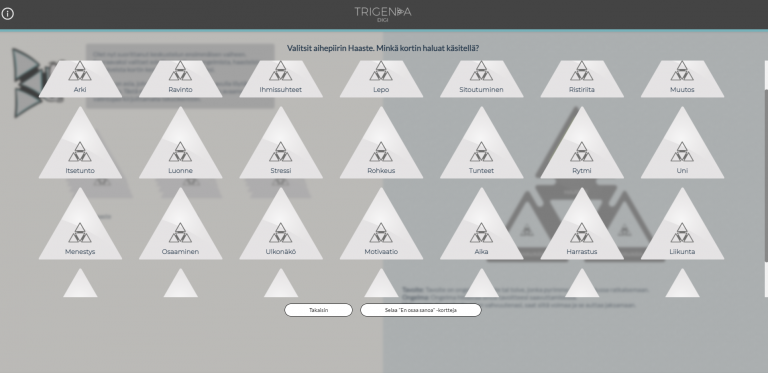 TRIGENDA
DIGI
Valitsit aihepiirin Haaste. Minkä kortin haluat käsitellä?
Arki Ravinto Ihmissuhteet Lepo Sitoutuminen Ristiriita Muutos
Itsetunto Luonne Stressi Rohkeus Tunteet Rytmi Uni
Menestys Osaaminen Ulkonäkö Motivaatio Aika Harrastus Liikunta
Takaisin Selaa "En osaa sanoa" -kortteja